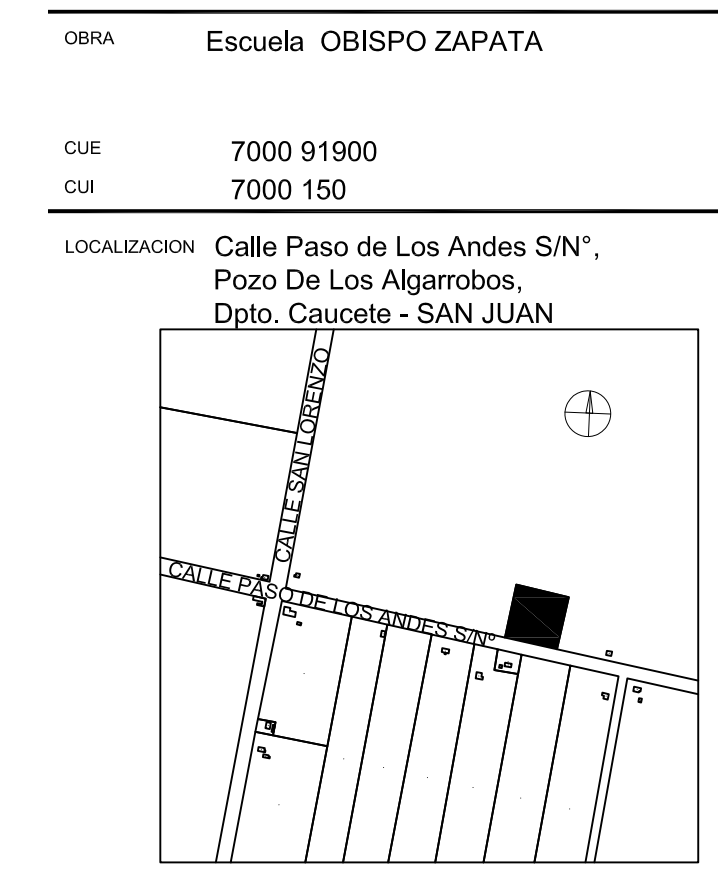 OBRA Escuela OBISPO ZAPATA
CUE 7000 91900
CUI 7000 150
LOCALIZACION Calle Paso de Los Andes S/N°,
Pozo De Los Algarrobos,
Dpto. Caucete - SAN JUAN
CALLE SAN LORENZO
CALLE PASO DE LOS ANDES S/N°